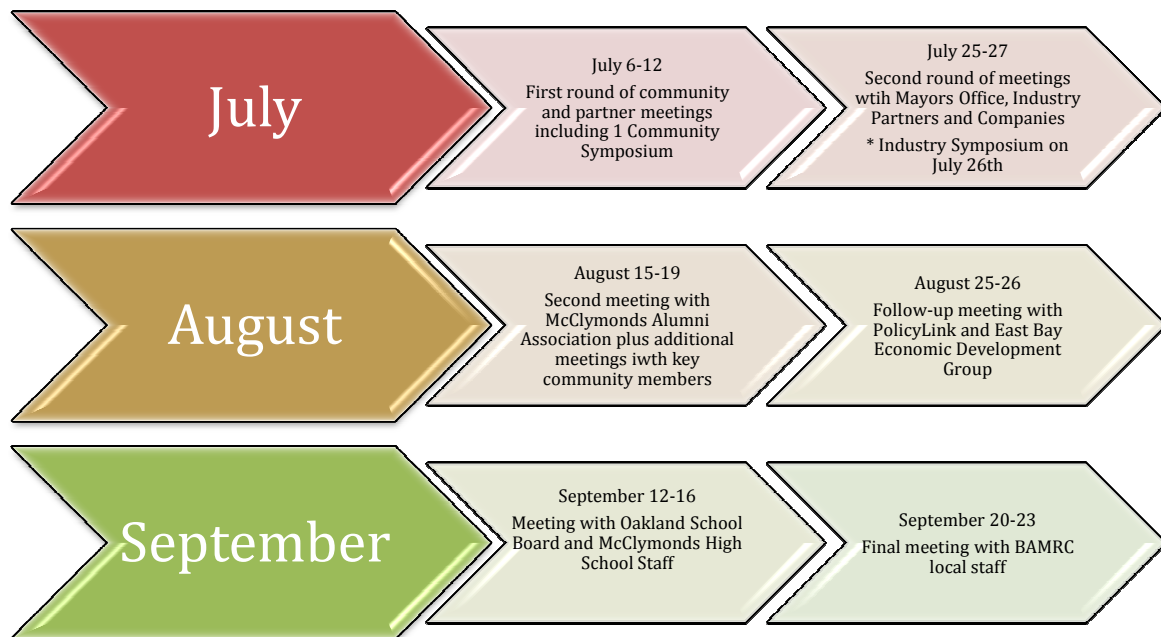 July
July 6-12
First round of community
and partner meetings
including 1 Community
Symposium
July 25-27
Second round of meetings
wtih Mayors Office, Industry
Partners and Companies
* Industry Symposium on
July 26th
August
August 15-19
Second meeting with
McClymonds Alumni
Association plus additional
meetings iwth key
community members
August 25-26
Follow-up meeting with
PolicyLink and East Bay
Economic Development
Group
September
September 12-16
Meeting with Oakland School
Board and McClymonds High
School Staff
September 20-23
Final meeting with BAMRC
local staff